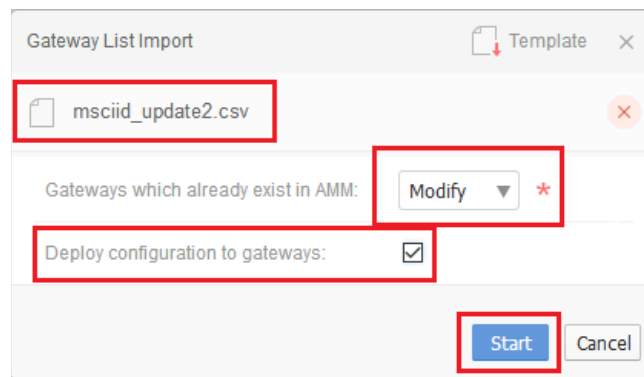 Gateway List Import Template
msciid_update2.csv
Gateways which already exist in AMM: Modify *
Deploy configuration to gateways:
Start Cancel